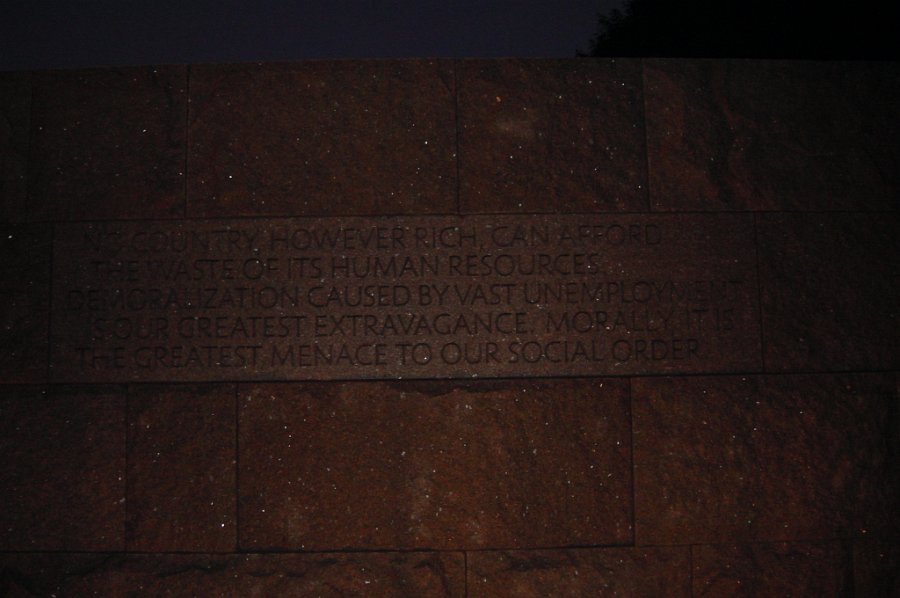 NO COUNTRY, HOWEVER RICH, CAN AFFORD
THE WASTE OF ITS HUMAN RESOURCES.
DEMORALIZATION CAUSED BY VAST UNEMPLOYMENT
IS OUR GREATEST EXTRAVAGANCE. MORALLY, IT IS
THE GREATEST MENACE TO OUR SOCIAL ORDER